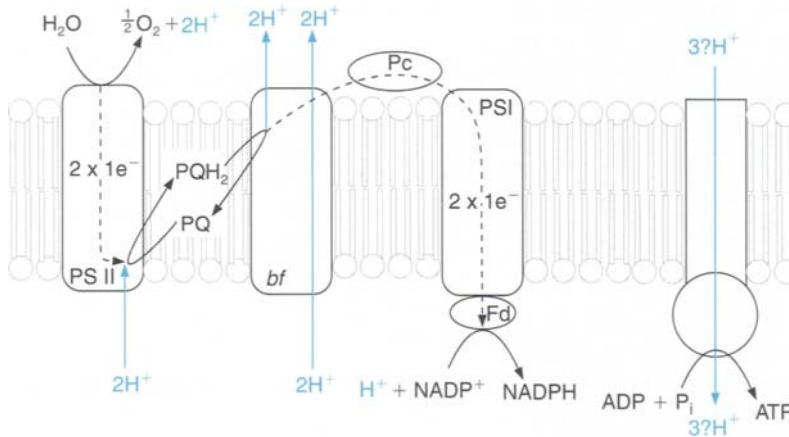 H₂O
½O₂ + 2H⁺
2H⁺
2H⁺
Pc
3?H⁺
PSI
2 x 1e⁻
PQH₂
PQ
2 x 1e⁻
PS II
bf
Fd
2H⁺
2H⁺
H⁺ + NADP⁺
NADPH
ADP + Pᵢ
ATP
3?H⁺